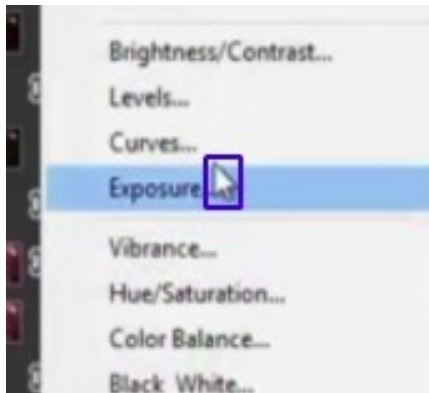 Brightness/Contrast...
Levels...
Curves...
Exposure
Vibrance...
Hue/Saturation...
Color Balance...
Black White...